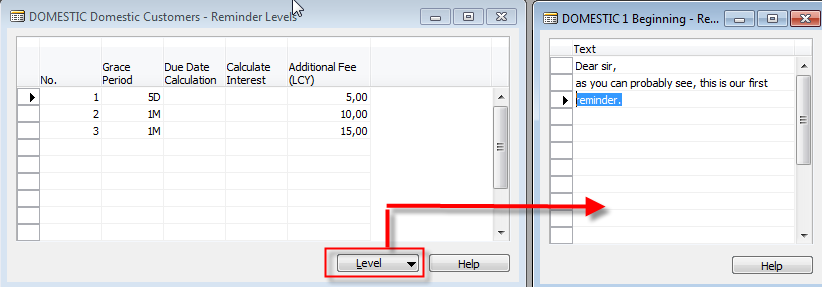 DOMESTIC Domestic Customers - Reminder Levels
No. Grace Period Due Date Calculation Calculate Interest Additional Fee (LCY)
1 5D 5,00
2 1M 10,00
3 1M 15,00
Level Help
DOMESTIC 1 Beginning - Re...
Text
Dear sir,
as you can probably see, this is our first
reminder.
Help